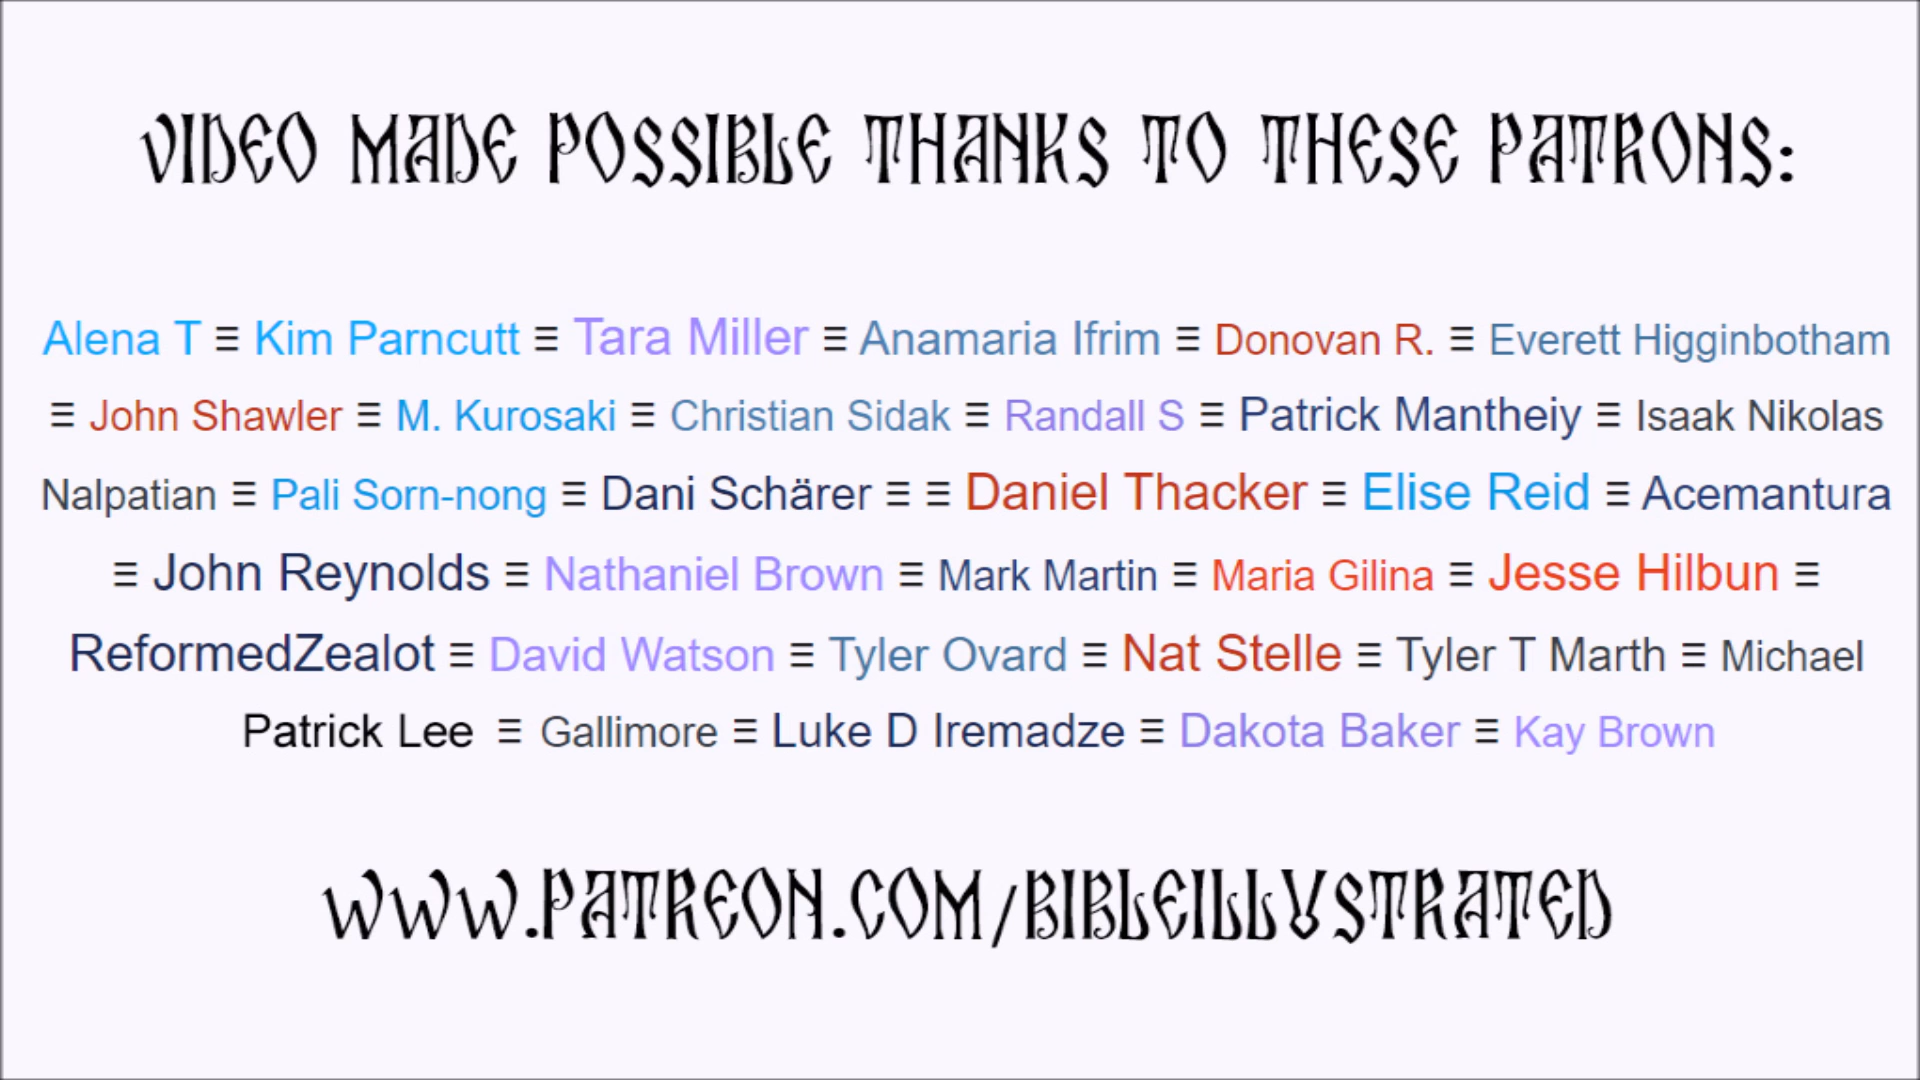 VIDEO MADE POSSIBLE THANKS TO THESE PATRONS:
Alena T ≡ Kim Parncutt ≡ Tara Miller ≡ Anamaria Ifrim ≡ Donovan R. ≡ Everett Higginbotham
≡ John Shawler ≡ M. Kurosaki ≡ Christian Sidak ≡ Randall S ≡ Patrick Mantheiy ≡ Isaak Nikolas
Nalpatian ≡ Pali Sorn-nong ≡ Dani Schärer ≡ ≡ Daniel Thacker ≡ Elise Reid ≡ Acemantura
≡ John Reynolds ≡ Nathaniel Brown ≡ Mark Martin ≡ Maria Gilina ≡ Jesse Hilbun ≡
ReformedZealot ≡ David Watson ≡ Tyler Ovard ≡ Nat Stelle ≡ Tyler T Marth ≡ Michael
Patrick Lee ≡ Gallimore ≡ Luke D Iremadze ≡ Dakota Baker ≡ Kay Brown
WWW.PATREON.COM/BIBLEILLUSTRATED